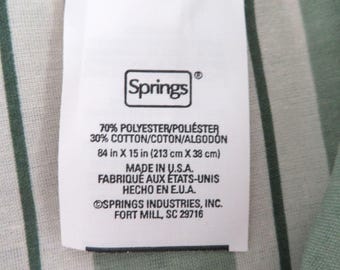 Springs®
70% POLYESTER/POLIÉSTER
30% COTTON/COTON/ALGODÓN
84 in X 15 in (213 cm X 38 cm)
MADE IN U.S.A.
FABRIQUÉ AUX ÉTATS-UNIS
HECHO EN E.U.A.
©SPRINGS INDUSTRIES, INC.
FORT MILL, SC 29716